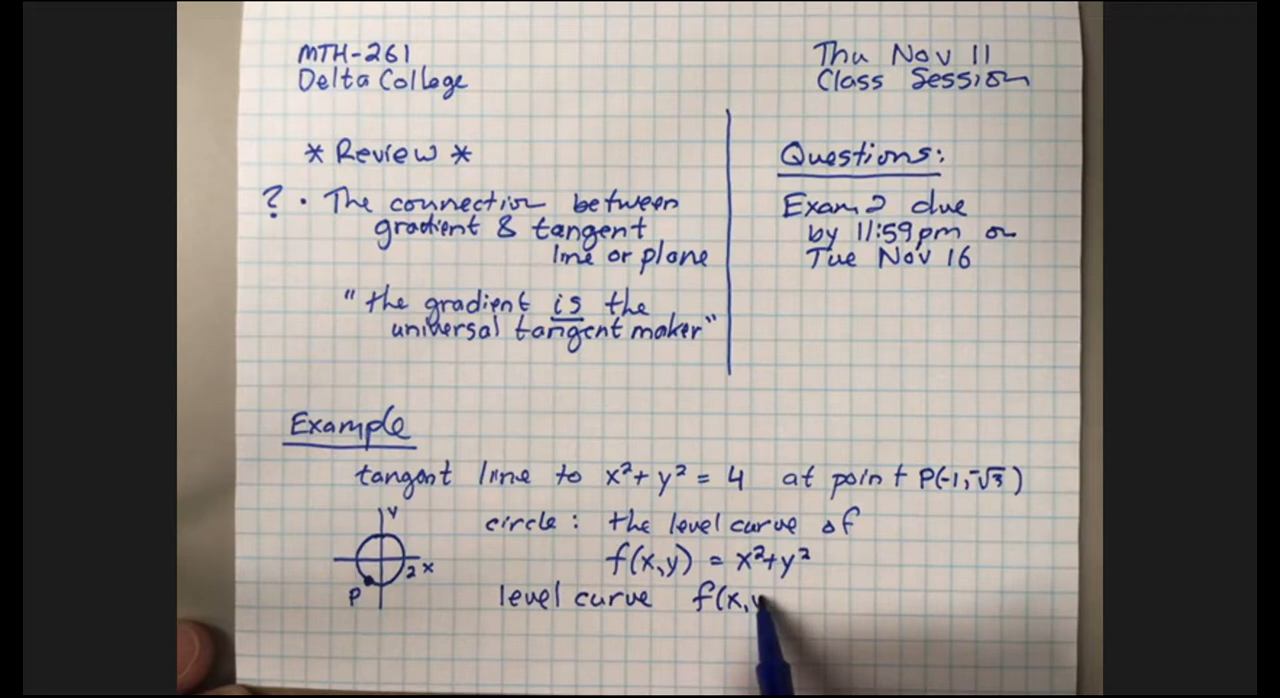 MTH-261
Delta College
Thu Nov 11
Class Session
* Review *
? · The connection between
gradient & tangent
line or plane
"the gradient is the
universal tangent maker"
Questions:
Exam 2 due
by 11:59pm on
Tue Nov 16
Example
tangent line to x²+ y² = 4 at point P(-1,-√3)
y
2 x
P
circle: the level curve of
f(x,y) = x²+y²
level curve f(x,y